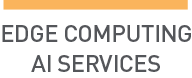 EDGE COMPUTING
AI SERVICES